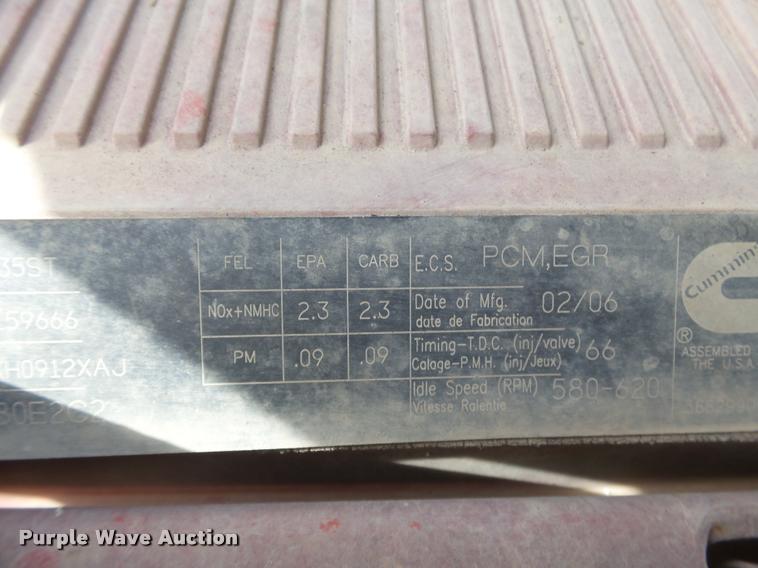 35ST
59666
H0912XAJ
80E2C2
FEL EPA CARB
NOx+NMHC 2.3 2.3
PM .09 .09
E.C.S. PCM,EGR
Date of Mfg. 02/06
date de Fabrication
Timing-T.D.C. (inj/valve) 66
Calage-P.M.H. (inj/Jeux)
Idle Speed (RPM) 580-620
Vitesse Ralentie
Cummins
®
ASSEMBLED
THE U.S.A
Purple Wave Auction